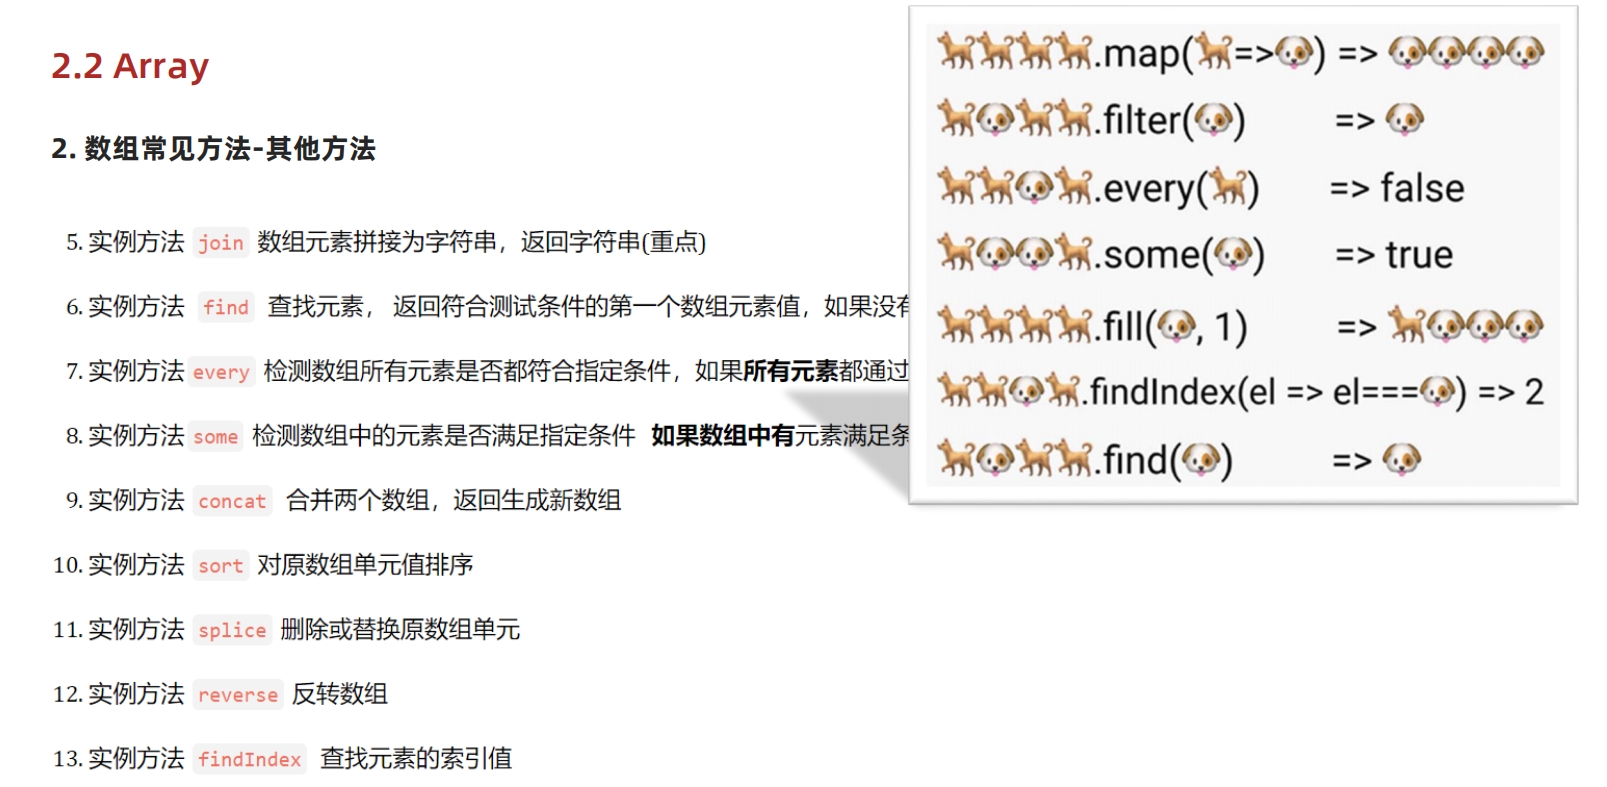 2.2 Array
2. 数组常见方法-其他方法
5. 实例方法 join 数组元素拼接为字符串，返回字符串(重点)
6. 实例方法 find 查找元素， 返回符合测试条件的第一个数组元素值，如果没有
7. 实例方法 every 检测数组所有元素是否都符合指定条件，如果所有元素都通过
8. 实例方法 some 检测数组中的元素是否满足指定条件 如果数组中有元素满足条
9. 实例方法 concat 合并两个数组，返回生成新数组
10. 实例方法 sort 对原数组单元值排序
11. 实例方法 splice 删除或替换原数组单元
12. 实例方法 reverse 反转数组
13. 实例方法 findIndex 查找元素的索引值
🐕🐕🐕🐕.map(🐕=>🐶) => 🐶🐶🐶🐶
🐕🐶🐕🐕.filter(🐶) => 🐶
🐕🐕🐶🐕.every(🐕) => false
🐕🐶🐶🐕.some(🐶) => true
🐕🐕🐕🐕.fill(🐶, 1) => 🐕🐶🐶🐶
🐕🐕🐶🐕.findIndex(el => el===🐶) => 2
🐕🐶🐕🐕.find(🐶) => 🐶